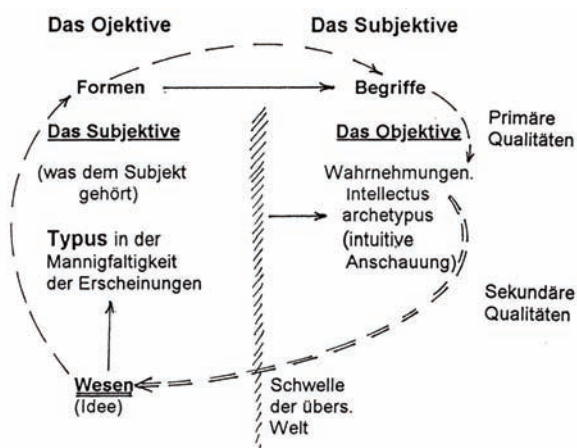 Das Ojektive
Das Subjektive
Formen
Begriffe
Das Subjektive
Das Objektive
Primäre
Qualitäten
(was dem Subjekt
gehört)
Wahrnehmungen.
Intellectus
archetypus
(intuitive
Anschauung)
Typus in der
Mannigfaltigkeit
der Erscheinungen
Sekundäre
Qualitäten
Wesen
(Idee)
Schwelle
der übers.
Welt